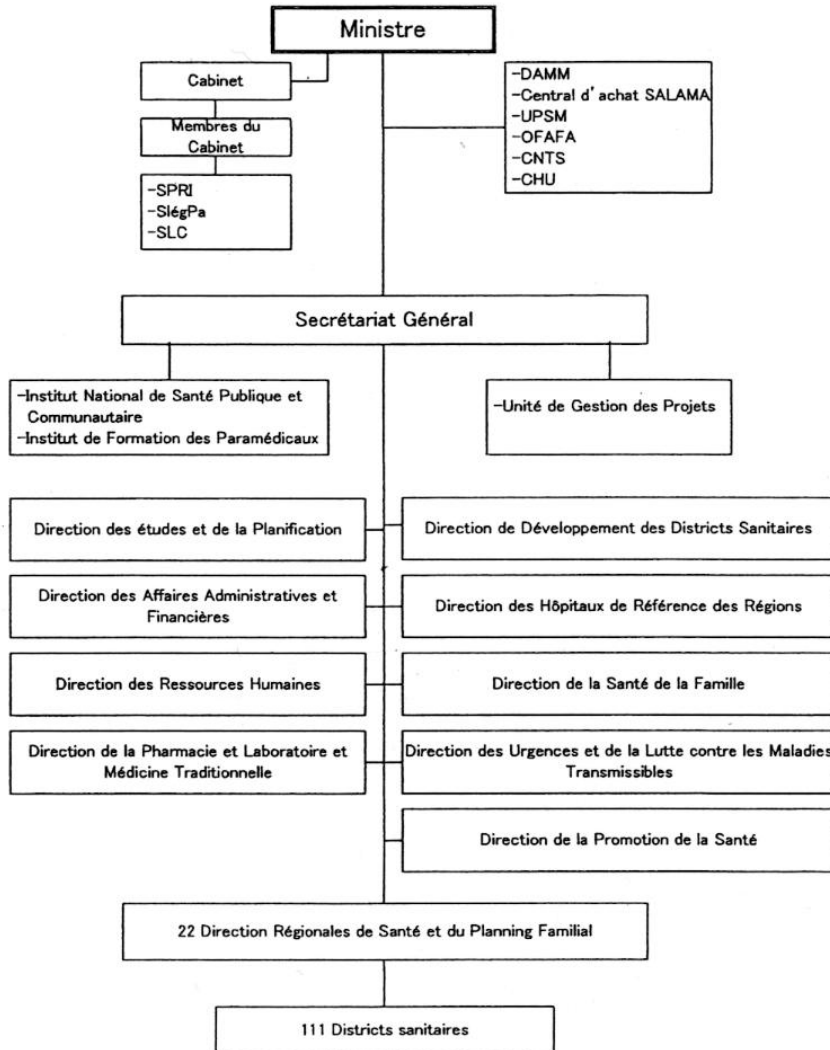 Ministre
Cabinet
Membres du
Cabinet
-SPRI
-SlégPa
-SLC
-DAMM
-Central d'achat SALAMA
-UPSM
-OFAFA
-CNTS
-CHU
Secrétariat Général
-Institut National de Santé Publique et
Communautaire
-Institut de Formation des Paramédicaux
-Unité de Gestion des Projets
Direction des études et de la Planification
Direction de Développement des Districts Sanitaires
Direction des Affaires Administratives et
Financières
Direction des Hôpitaux de Référence des Régions
Direction des Ressources Humaines
Direction de la Santé de la Famille
Direction de la Pharmacie et Laboratoire et
Médicine Traditionnelle
Direction des Urgences et de la Lutte contre les Maladies
Transmissibles
Direction de la Promotion de la Santé
22 Direction Régionales de Santé et du Planning Familial
111 Districts sanitaires